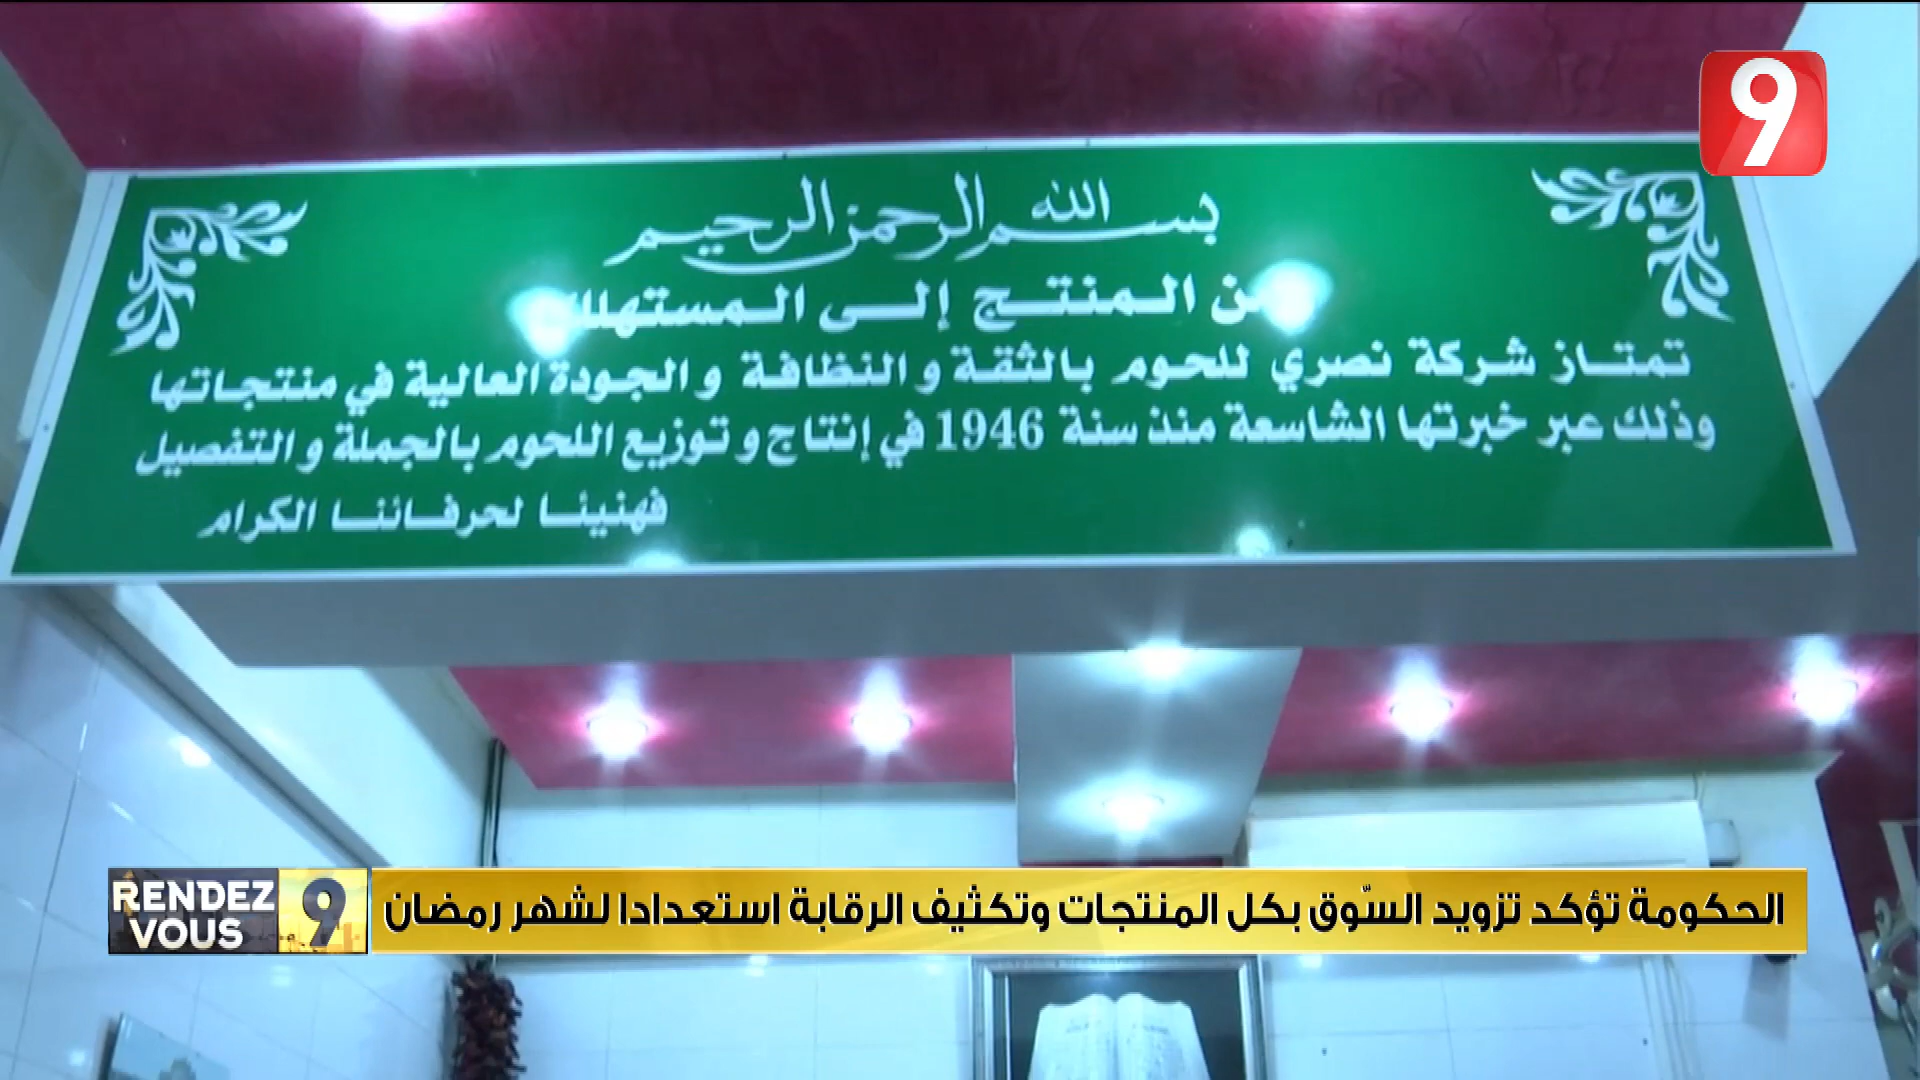 9
بسم الله الرحمن الرحيم
من المنتج إلى المستهلك
تمتاز شركة نصري للحوم بالثقة و النظافة والجودة العالية في منتجاتها
وذلك عبر خبرتها الشاسعة منذ سنة 1946 في إنتاج و توزيع اللحوم بالجملة و التفصيل
فهنيئا لحرفائنا الكرام
الحكومة تؤكد تزويد السّوق بكل المنتجات وتكثيف الرقابة استعدادا لشهر رمضان
RENDEZ VOUS 9